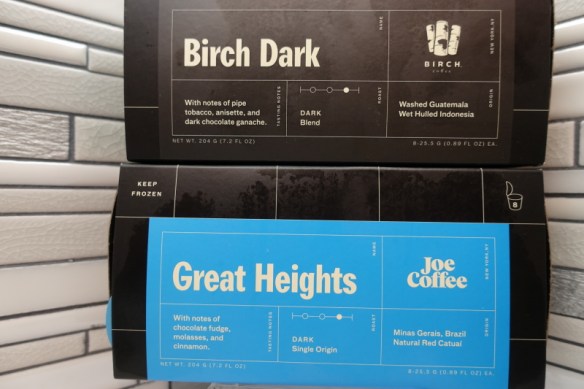 Birch Dark
NAME
BIRCH
coffee
NEW YORK, NY
With notes of pipe
tobacco, anisette, and
dark chocolate ganache.
TASTING NOTES
DARK
Blend
ROAST
Washed Guatemala
Wet Hulled Indonesia
ORIGIN
NET WT. 204 G (7.2 FL OZ)
8-25.5 G (0.89 FL OZ) EA.
KEEP
FROZEN
8
Great Heights
NAME
Joe
Coffee
NEW YORK, NY
With notes of
chocolate fudge,
molasses, and
cinnamon.
TASTING NOTES
DARK
Single Origin
ROAST
Minas Gerais, Brazil
Natural Red Catuai
ORIGIN
NET WT. 204 G (7.2 FL OZ)
8-25.5 G (0.89 FL OZ) EA.